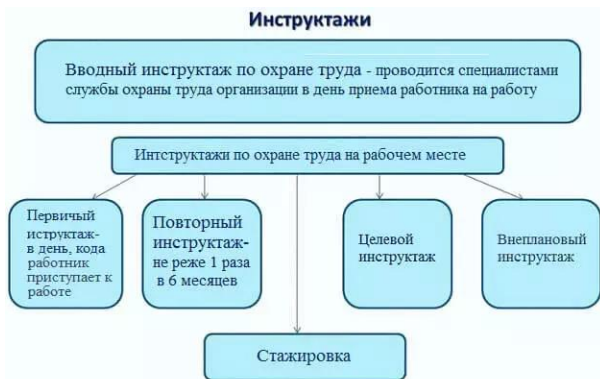 Инструктажи
Вводный инструктаж по охране труда - проводится специалистами
службы охраны труда организации в день приема работника на работу
Интструктажи по охране труда на рабочем месте
Первичый
иструктаж-
в день, кода
работник
приступает к
работе
Повторный
инструктаж-
не реже 1 раза
в 6 месяцев
Целевой
инструктаж
Внеплановый
инструктаж
Стажировка